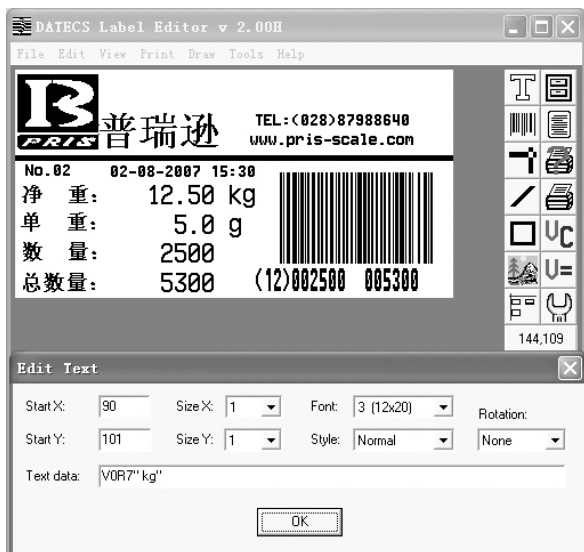 DATECS Label Editor v 2.00H
File Edit View Print Draw Tools Help
B
PRIS
普瑞逊
TEL:(028)87988640
www.pris-scale.com
No.02 02-08-2007 15:30
净 重: 12.50 kg
单 重: 5.0 g
数 量: 2500
总数量: 5300
(12)002500 005300
T
VC
V=
144,109
Edit Text
Start X: 90 Size X: 1 Font: 3 (12x20) Rotation:
Start Y: 101 Size Y: 1 Style: Normal None
Text data: V0R7" kg"
OK